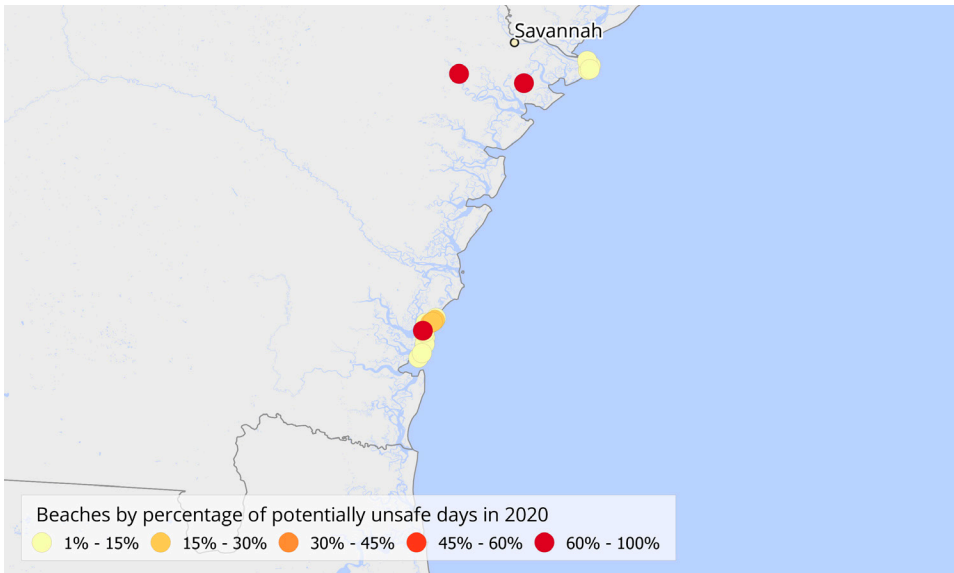 Savannah
Beaches by percentage of potentially unsafe days in 2020
1% - 15% 15% - 30% 30% - 45% 45% - 60% 60% - 100%